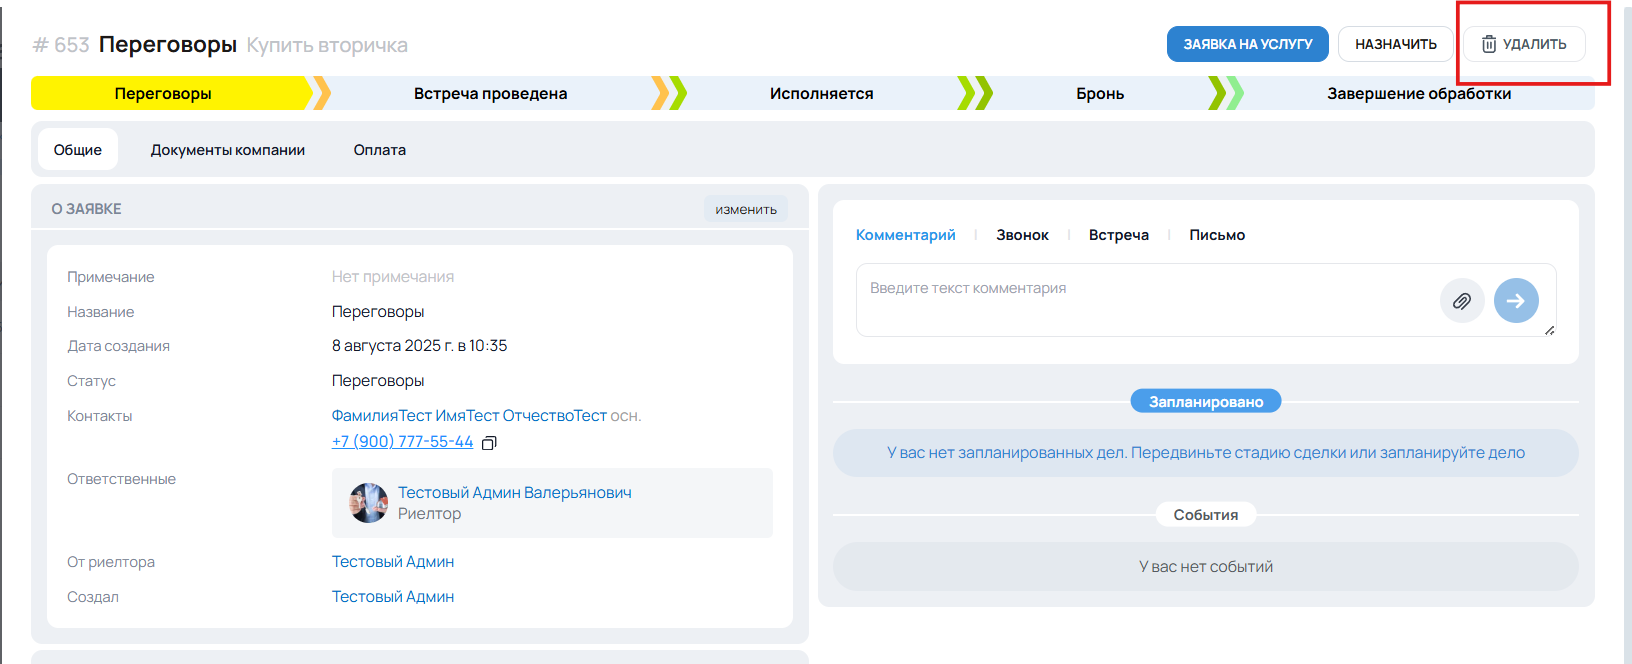 # 653 Переговоры Купить вторичка
ЗАЯВКА НА УСЛУГУ НАЗНАЧИТЬ УДАЛИТЬ
Переговоры Встреча проведена Исполняется Бронь Завершение обработки
Общие Документы компании Оплата
О ЗАЯВКЕ изменить
Примечание Нет примечания
Название Переговоры
Дата создания 8 августа 2025 г. в 10:35
Статус Переговоры
Контакты ФамилияТест ИмяТест ОтчествоТест осн.
+7 (900) 777-55-44
Ответственные Тестовый Админ Валерьянович
Риелтор
От риелтора Тестовый Админ
Создал Тестовый Админ
Комментарий Звонок Встреча Письмо
Введите текст комментария
Запланировано
У вас нет запланированных дел. Передвиньте стадию сделки или запланируйте дело
События
У вас нет событий